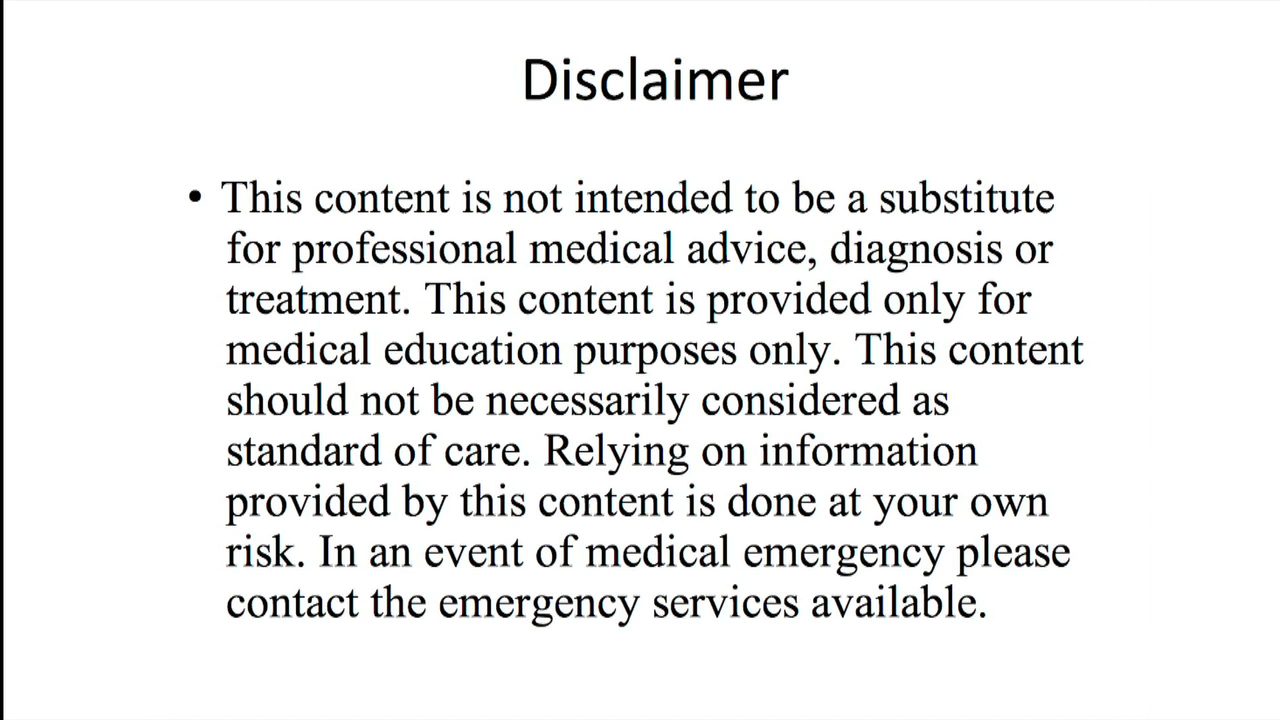 Disclaimer
• This content is not intended to be a substitute
for professional medical advice, diagnosis or
treatment. This content is provided only for
medical education purposes only. This content
should not be necessarily considered as
standard of care. Relying on information
provided by this content is done at your own
risk. In an event of medical emergency please
contact the emergency services available.